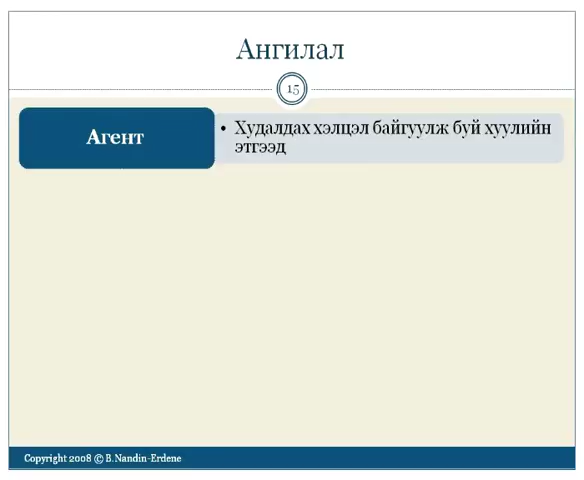 Ангилал
15
Агент
• Худалдах хэлцэл байгуулж буй хуулийн
этгээд
Copyright 2008 © B.Nandin-Erdene